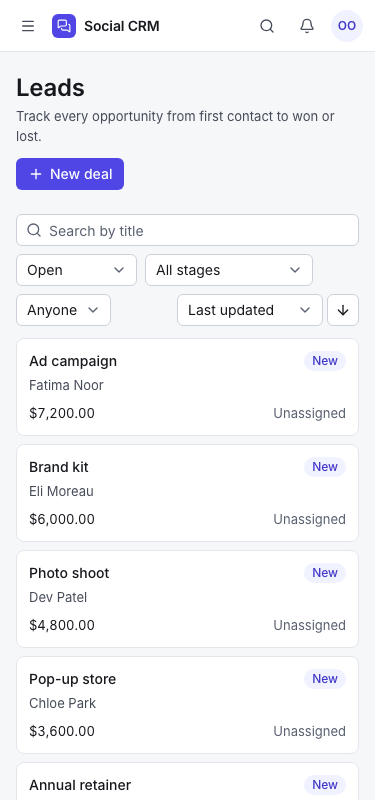 Social CRM
OO
Leads
Track every opportunity from first contact to won or
lost.
New deal
Search by title
Open
All stages
Anyone
Last updated
Ad campaign
New
Fatima Noor
$7,200.00
Unassigned
Brand kit
New
Eli Moreau
$6,000.00
Unassigned
Photo shoot
New
Dev Patel
$4,800.00
Unassigned
Pop-up store
New
Chloe Park
$3,600.00
Unassigned
Annual retainer
New